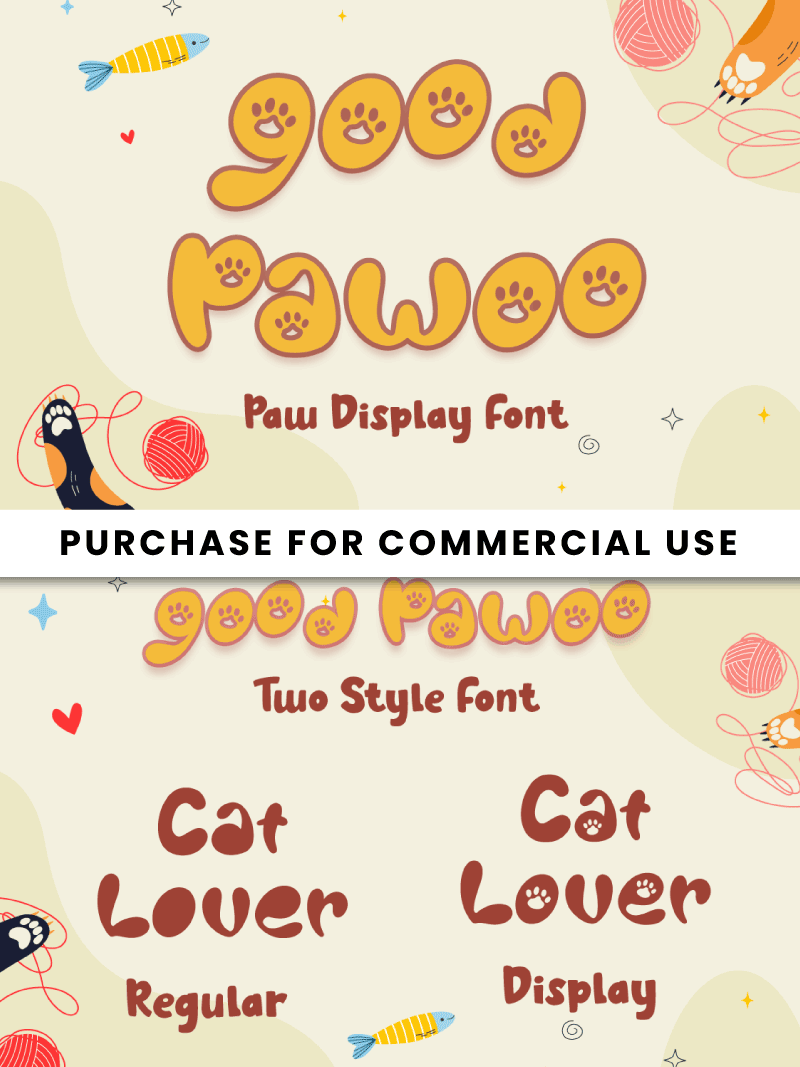 good
pawoo
Paw Display Font
PURCHASE FOR COMMERCIAL USE
good pawoo
Two Style Font
Cat
Lover
Regular
Cat
Lover
Display